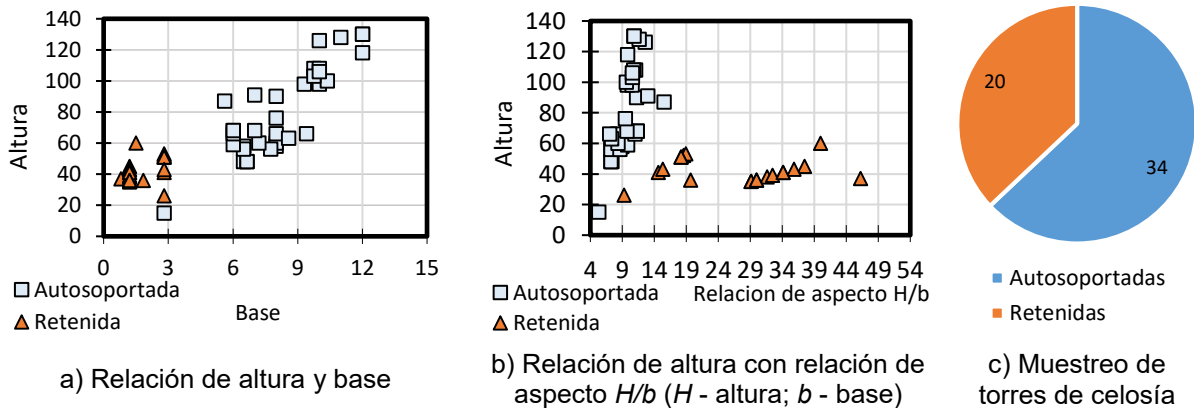 Altura
140
120
100
80
60
40
20
0
0 3 6 9 12 15
Autosoportada
Base
Retenida
a) Relación de altura y base
Altura
140
120
100
80
60
40
20
0
4 9 14 19 24 29 34 39 44 49 54
Autosoportada
Relacion de aspecto H/b
Retenida
b) Relación de altura con relación de
aspecto H/b (H - altura; b - base)
20
34
Autosoportadas
Retenidas
c) Muestreo de
torres de celosía